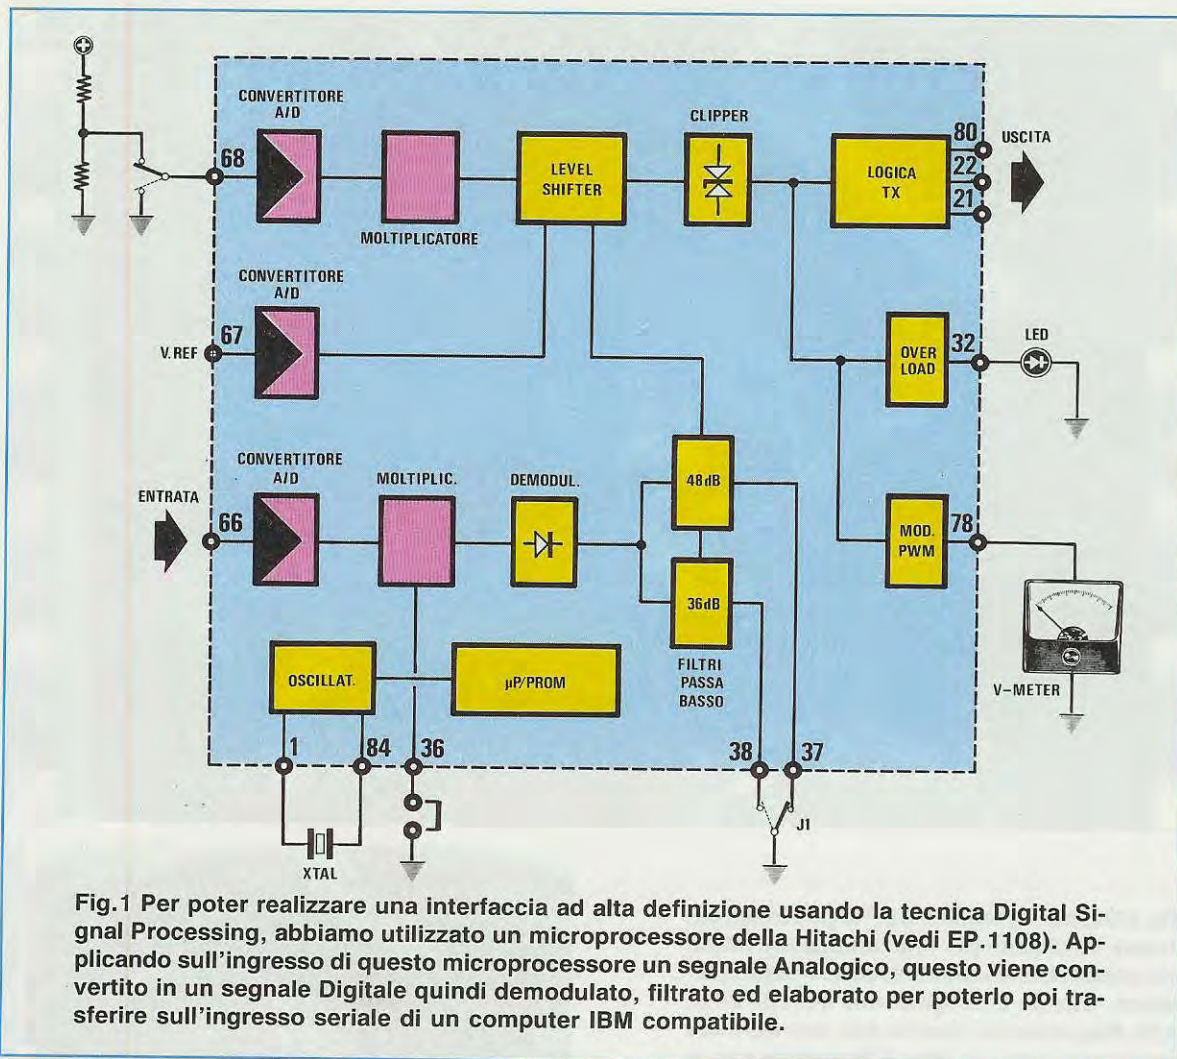 CONVERTITORE
A/D
CLIPPER
80
USCITA
68
LEVEL
SHIFTER
LOGICA
TX
22
21
MOLTIPLICATORE
CONVERTITORE
A/D
67
V.REF
OVER
LOAD
32
LED
CONVERTITORE
A/D
MOLTIPLIC.
DEMODUL.
48dB
ENTRATA
66
MOD.
PWM
78
36dB
OSCILLAT.
µP/PROM
FILTRI
PASSA
BASSO
V-METER
1
84
36
38
37
J1
XTAL
Fig.1 Per poter realizzare una interfaccia ad alta definizione usando la tecnica Digital Si-
gnal Processing, abbiamo utilizzato un microprocessore della Hitachi (vedi EP.1108). Ap-
plicando sull'ingresso di questo microprocessore un segnale Analogico, questo viene con-
vertito in un segnale Digitale quindi demodulato, filtrato ed elaborato per poterlo poi tra-
sferire sull'ingresso seriale di un computer IBM compatibile.